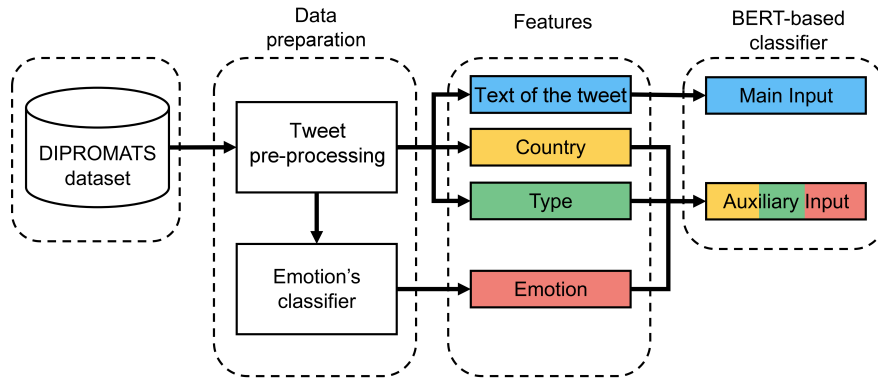 Data
preparation
Features
BERT-based
classifier
DIPROMATS
dataset
Tweet
pre-processing
Emotion's
classifier
Text of the tweet
Country
Type
Emotion
Main Input
Auxiliary Input